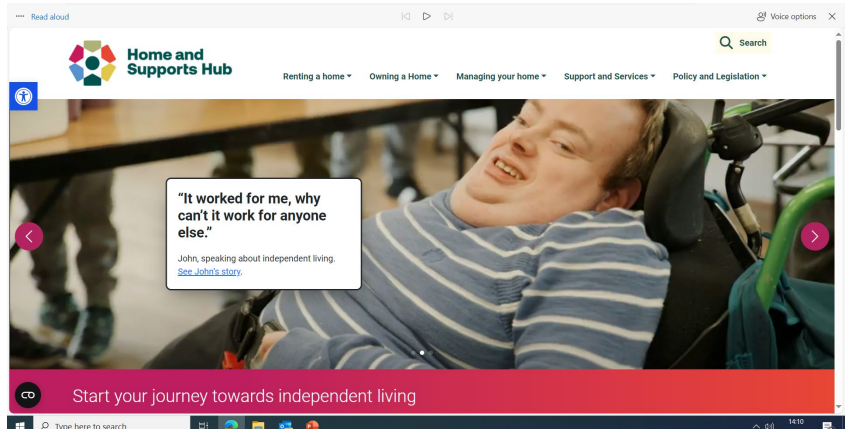 Read aloud
Voice options
Search
Home and
Supports Hub
Renting a home
Owning a Home
Managing your home
Support and Services
Policy and Legislation
“It worked for me, why
can’t it work for anyone
else.”
John, speaking about independent living.
See John's story.
Start your journey towards independent living
Type here to search
14:10